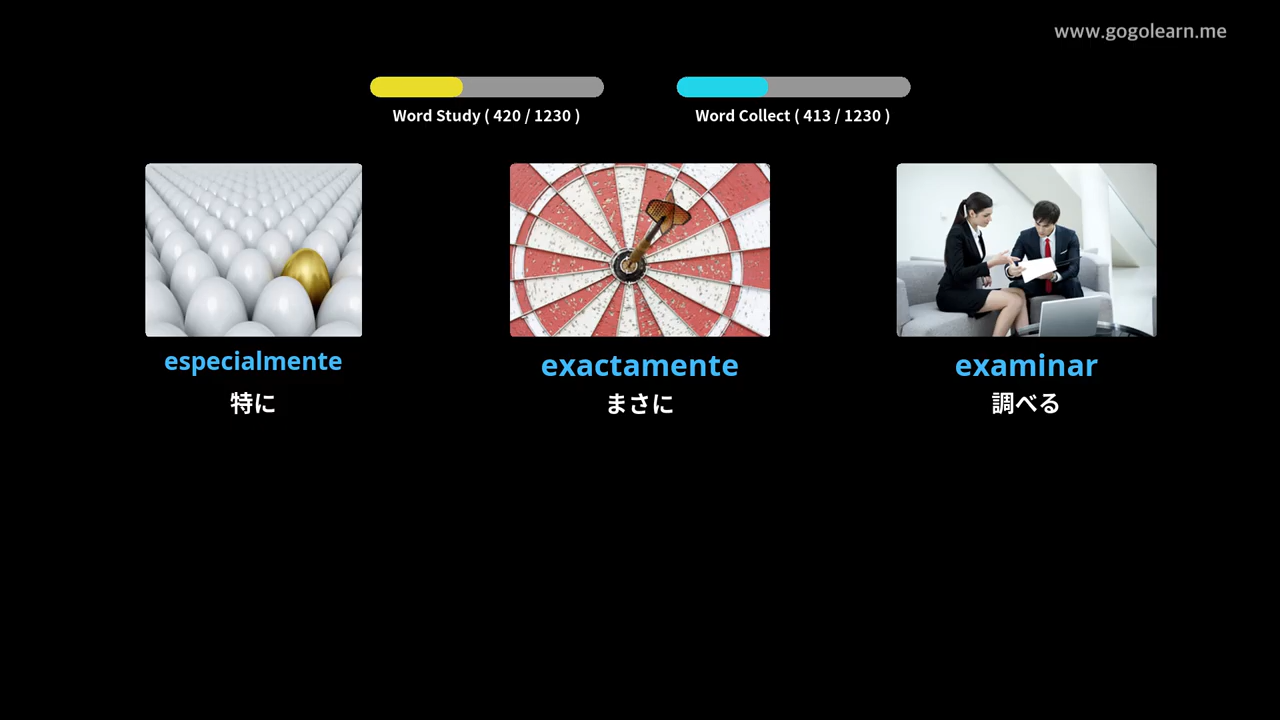 www.gogolearn.me
Word Study ( 420 / 1230 )
Word Collect ( 413 / 1230 )
especialmente
特に
exactamente
まさに
examinar
調べる